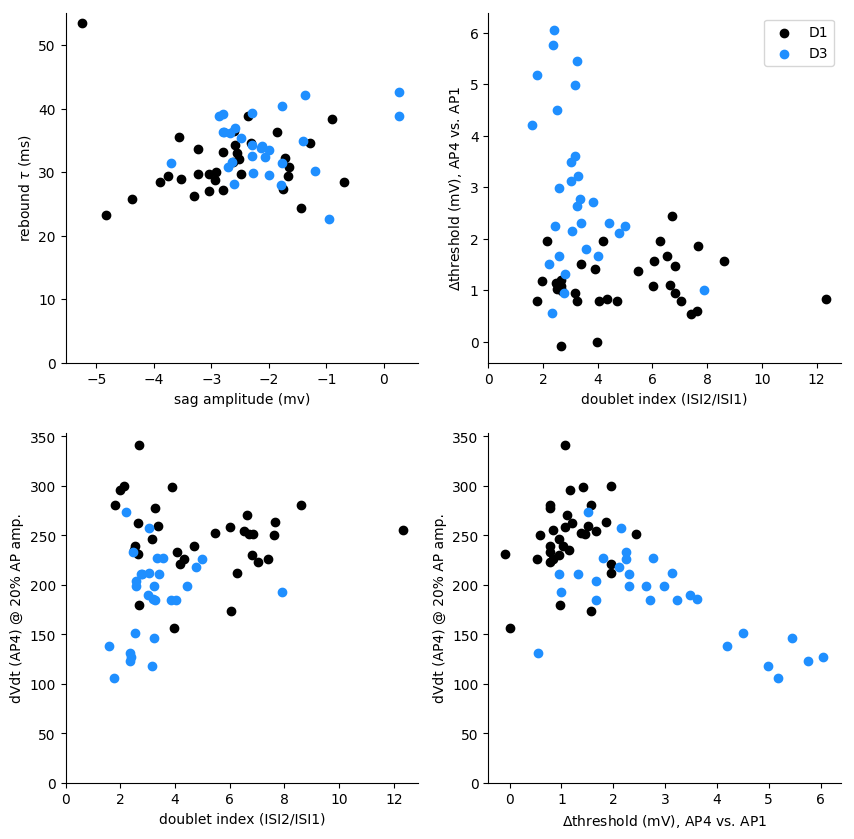 50
40
30
20
10
0
rebound τ (ms)
−5 −4 −3 −2 −1 0
sag amplitude (mv)
D1
D3
6
5
4
3
2
1
0
Δthreshold (mV), AP4 vs. AP1
0 2 4 6 8 10 12
doublet index (ISI2/ISI1)
350
300
250
200
150
100
50
0
dVdt (AP4) @ 20% AP amp.
0 2 4 6 8 10 12
doublet index (ISI2/ISI1)
350
300
250
200
150
100
50
0
dVdt (AP4) @ 20% AP amp.
0 1 2 3 4 5 6
Δthreshold (mV), AP4 vs. AP1